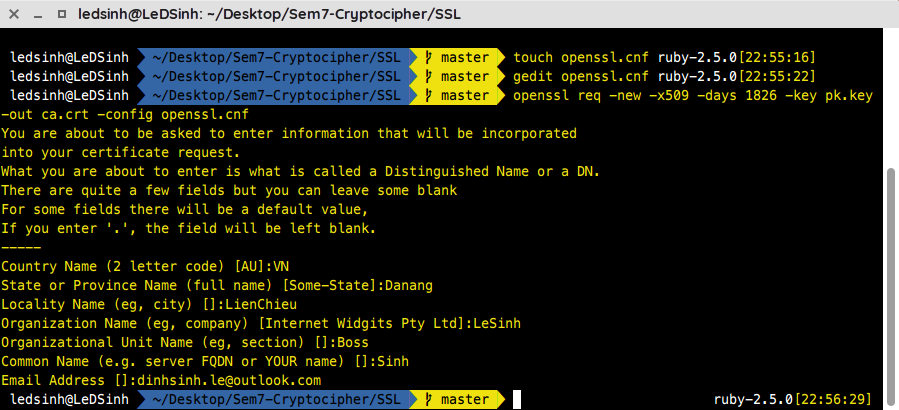 ledsinh@LeDSinh: ~/Desktop/Sem7-Cryptocipher/SSL
ledsinh@LeDSinh ~/Desktop/Sem7-Cryptocipher/SSL master touch openssl.cnf ruby-2.5.0[22:55:16]
ledsinh@LeDSinh ~/Desktop/Sem7-Cryptocipher/SSL master gedit openssl.cnf ruby-2.5.0[22:55:22]
ledsinh@LeDSinh ~/Desktop/Sem7-Cryptocipher/SSL master openssl req -new -x509 -days 1826 -key pk.key
-out ca.crt -config openssl.cnf
You are about to be asked to enter information that will be incorporated
into your certificate request.
What you are about to enter is what is called a Distinguished Name or a DN.
There are quite a few fields but you can leave some blank
For some fields there will be a default value,
If you enter '.', the field will be left blank.
-----
Country Name (2 letter code) [AU]:VN
State or Province Name (full name) [Some-State]:Danang
Locality Name (eg, city) []:LienChieu
Organization Name (eg, company) [Internet Widgits Pty Ltd]:LeSinh
Organizational Unit Name (eg, section) []:Boss
Common Name (e.g. server FQDN or YOUR name) []:Sinh
Email Address []:dinhsinh.le@outlook.com
ledsinh@LeDSinh ~/Desktop/Sem7-Cryptocipher/SSL master ruby-2.5.0[22:56:29]